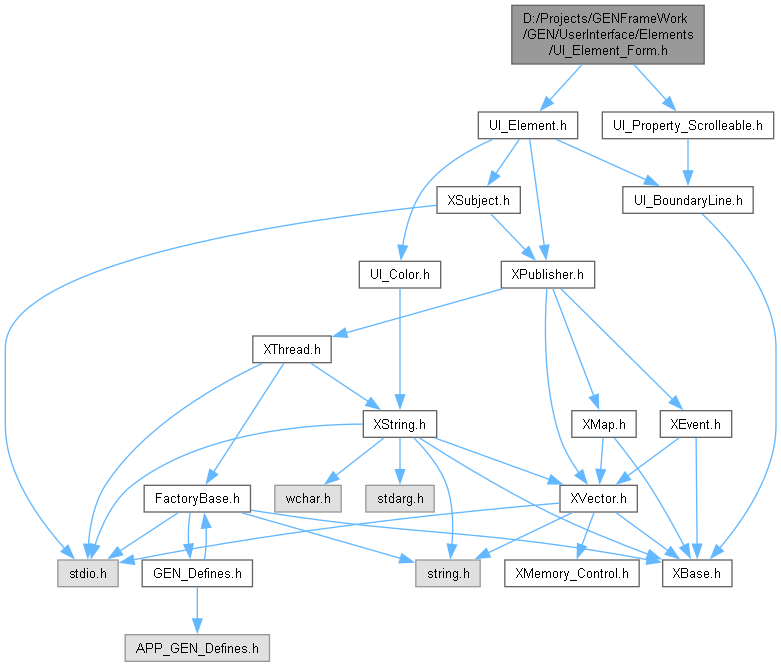 D:/Projects/GENFrameWork
/GEN/UserInterface/Elements
/UI_Element_Form.h
UI_Element.h
UI_Property_Scrolleable.h
XSubject.h
UI_BoundaryLine.h
UI_Color.h
XPublisher.h
XThread.h
XString.h
XMap.h
XEvent.h
FactoryBase.h
wchar.h
stdarg.h
XVector.h
stdio.h
GEN_Defines.h
string.h
XMemory_Control.h
XBase.h
APP_GEN_Defines.h